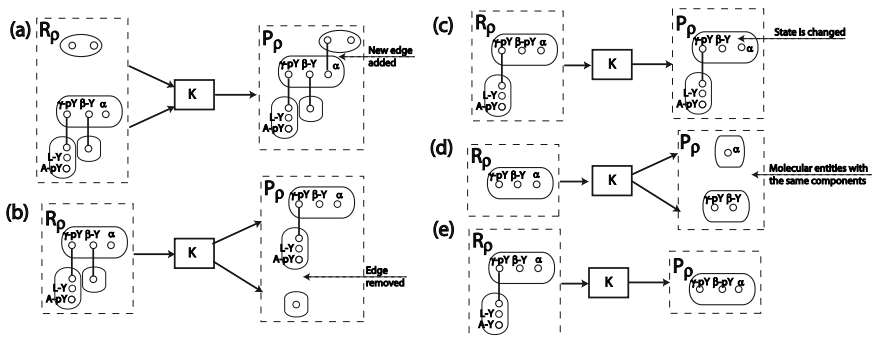 (a)
Rρ
γ-pY β-Y α
L-Y
A-pY
K
Pρ
New edge
added
α
γ-pY β-Y
L-Y
A-pY
(b)
Rρ
γ-pY β-Y α
L-Y
A-pY
K
Pρ
γ-pY β-Y α
L-Y
A-pY
Edge
removed
(c)
Rρ
γ-pY β-pY α
L-Y
A-pY
K
Pρ
State is changed
γ-pY β-Y α
L-Y
A-pY
(d)
Rρ
γ-pY β-Y α
K
Pρ
α
γ-pY β-Y
Molecular entities with
the same components
(e)
Rρ
γ-pY β-Y α
L-Y
A-Y
K
Pρ
γ-pY β-pY α